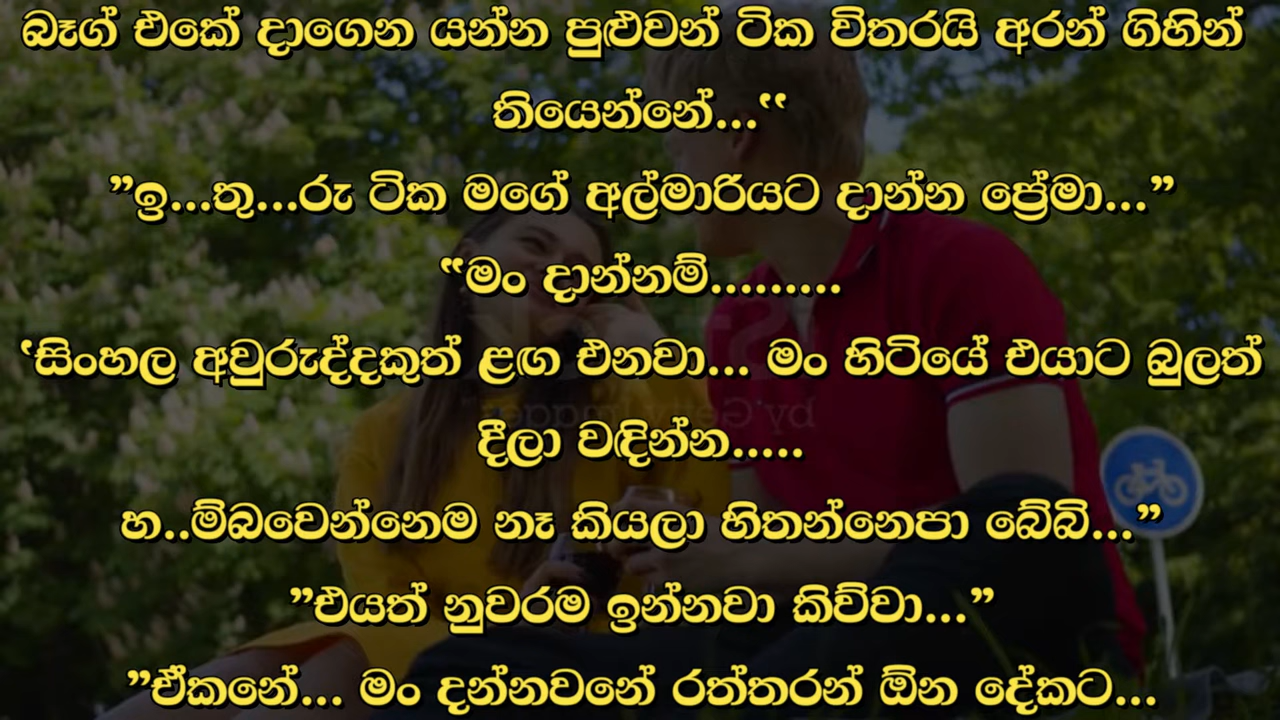 බෑග් එකේ දාගෙන යන්න පුළුවන් ටික විතරයි අරන් ගිහින්
තියෙන්නේ...‘‘
”ඉ...තු...රු ටික මගේ අල්මාරියට දාන්න ප්‍රේමා...”
“මං දාන්නම්.........
‘සිංහල අවුරුද්දකුත් ළඟ එනවා... මං හිටියේ එයාට බුලත්
දීලා වඳින්න.....
හ..ම්බවෙන්නෙම නෑ කියලා හිතන්නෙපා බේබි...”
”එයත් නුවරම ඉන්නවා කිව්වා...”
”ඒකනේ... මං දන්නවනේ රත්තරන් ඕන දේකට...